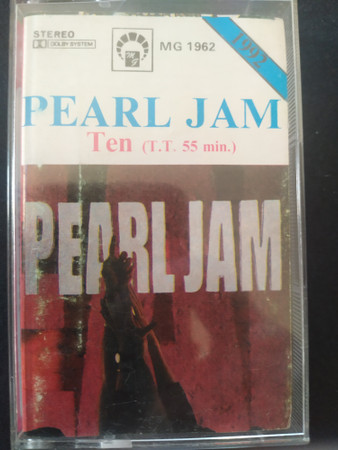 STEREO
DOLBY SYSTEM
MG 1962
1992
PEARL JAM
Ten (T.T. 55 min.)
PEARL JAM